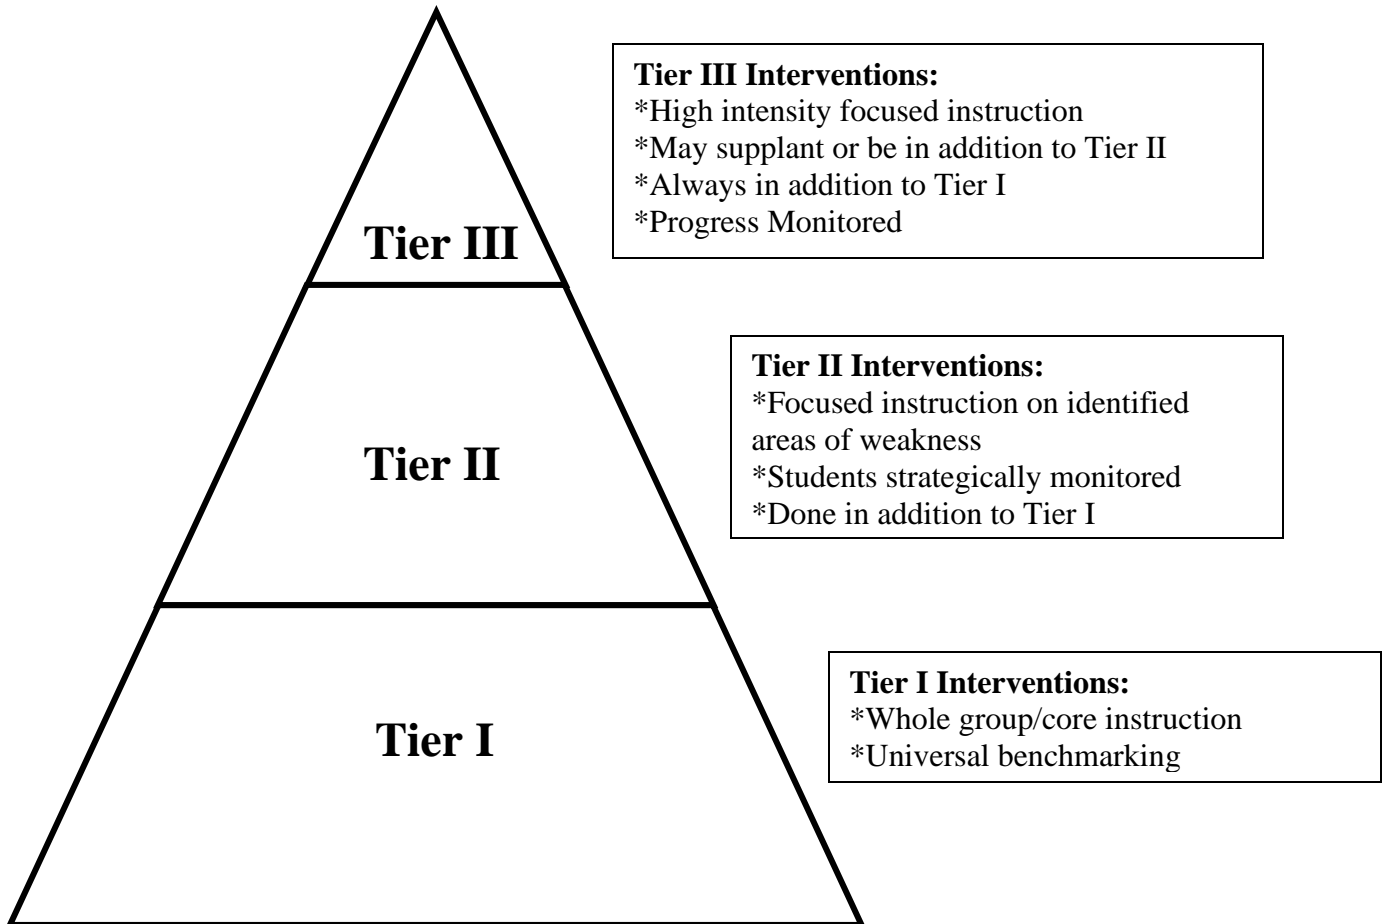 Tier III Interventions:
*High intensity focused instruction
*May supplant or be in addition to Tier II
*Always in addition to Tier I
*Progress Monitored
Tier III
Tier II Interventions:
*Focused instruction on identified
areas of weakness
*Students strategically monitored
*Done in addition to Tier I
Tier II
Tier I Interventions:
*Whole group/core instruction
*Universal benchmarking
Tier I